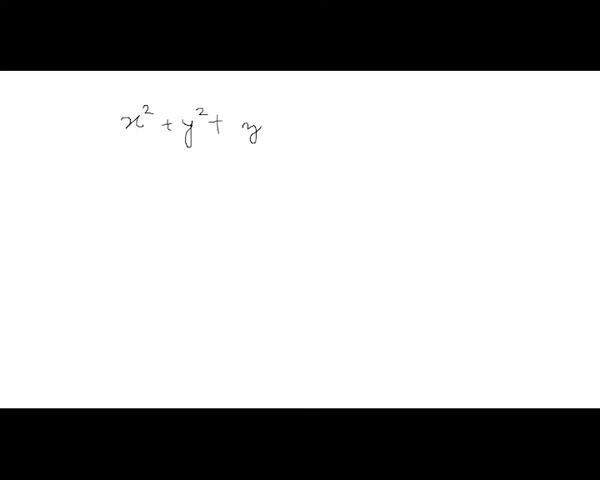 x² + y² + y